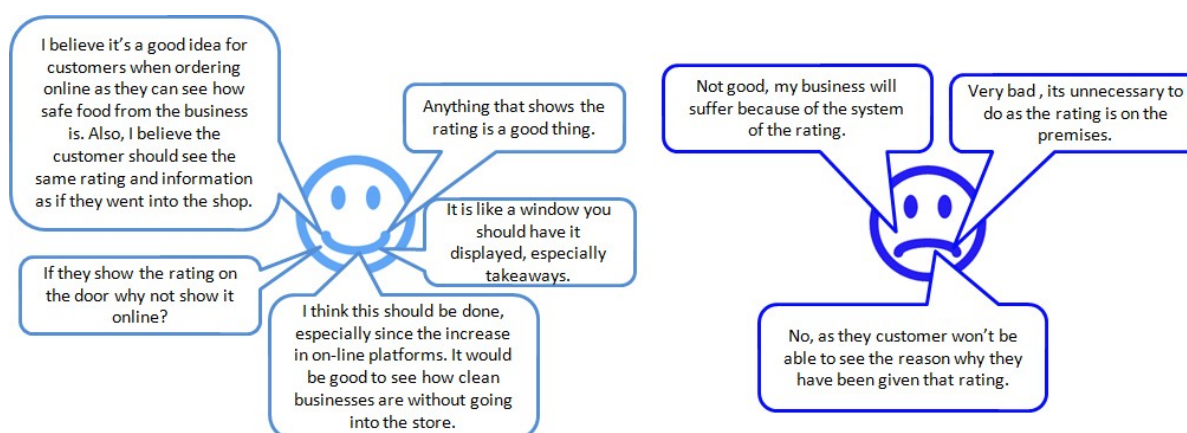 I believe it's a good idea for
customers when ordering
online as they can see how
safe food from the business
is. Also, I believe the
customer should see the
same rating and information
as if they went into the shop.
Anything that shows the
rating is a good thing.
It is like a window you
should have it
displayed, especially
takeaways.
If they show the rating on
the door why not show it
online?
I think this should be done,
especially since the increase
in on-line platforms. It would
be good to see how clean
businesses are without going
into the store.
Not good, my business will
suffer because of the system
of the rating.
Very bad , its unnecessary to
do as the rating is on the
premises.
No, as they customer won't be
able to see the reason why they
have been given that rating.